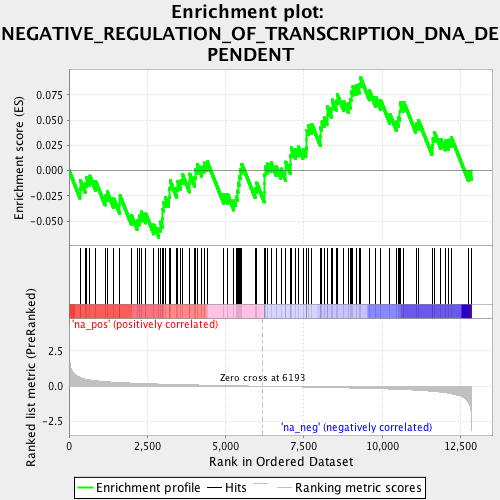 Enrichment plot:
NEGATIVE_REGULATION_OF_TRANSCRIPTION_DNA_DE
PENDENT
Enrichment score (ES)
0.075
0.050
0.025
0.000
-0.025
-0.050
'na_pos' (positively correlated)
Ranked list metric (PreRanked)
2.5
0.0
-2.5
Zero cross at 6193
'na_neg' (negatively correlated)
0
2,500
5,000
7,500
10,000
12,500
Rank in Ordered Dataset
Enrichment profile
Hits
Ranking metric scores